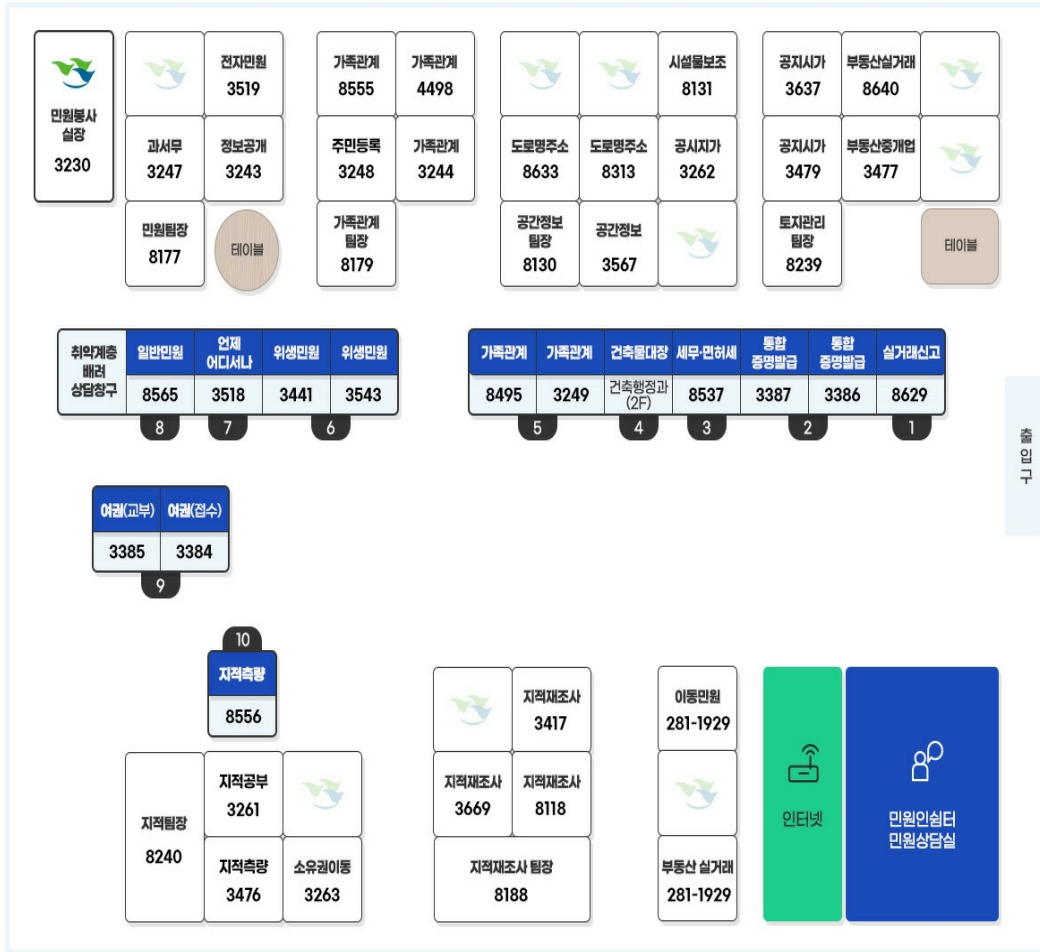 민원봉사
실장
3230
과서무
3247
민원팀장
8177
전자민원
3519
정보공개
3243
테이블
가족관계
8555
가족관계
4498
주민등록
3248
가족관계
3244
가족관계
팀장
8179
시설물보조
8131
도로명주소
8633
도로명주소
8313
공시지가
3262
공간정보
팀장
8130
공간정보
3567
공지시가
3637
부동산실거래
8640
공지시가
3479
부동산중개업
3477
토지관리
팀장
8239
테이블
취약계층
배려
상담창구
일반민원
8565
8
언제
어디서나
3518
7
위생민원
3441
위생민원
3543
6
가족관계
8495
가족관계
3249
5
건축물대장
건축행정과
(2F)
4
세무·면허세
8537
3
통합
증명발급
3387
통합
증명발급
3386
2
실거래신고
8629
1
출입구
여권(교부)
3385
여권(접수)
3384
9
10
지적측량
8556
지적팀장
8240
지적공부
3261
지적측량
3476
소유권이동
3263
지적재조사
3417
지적재조사
3669
지적재조사
8118
지적재조사 팀장
8188
이동민원
281-1929
부동산 실거래
281-1929
인터넷
민원인쉼터
민원상담실